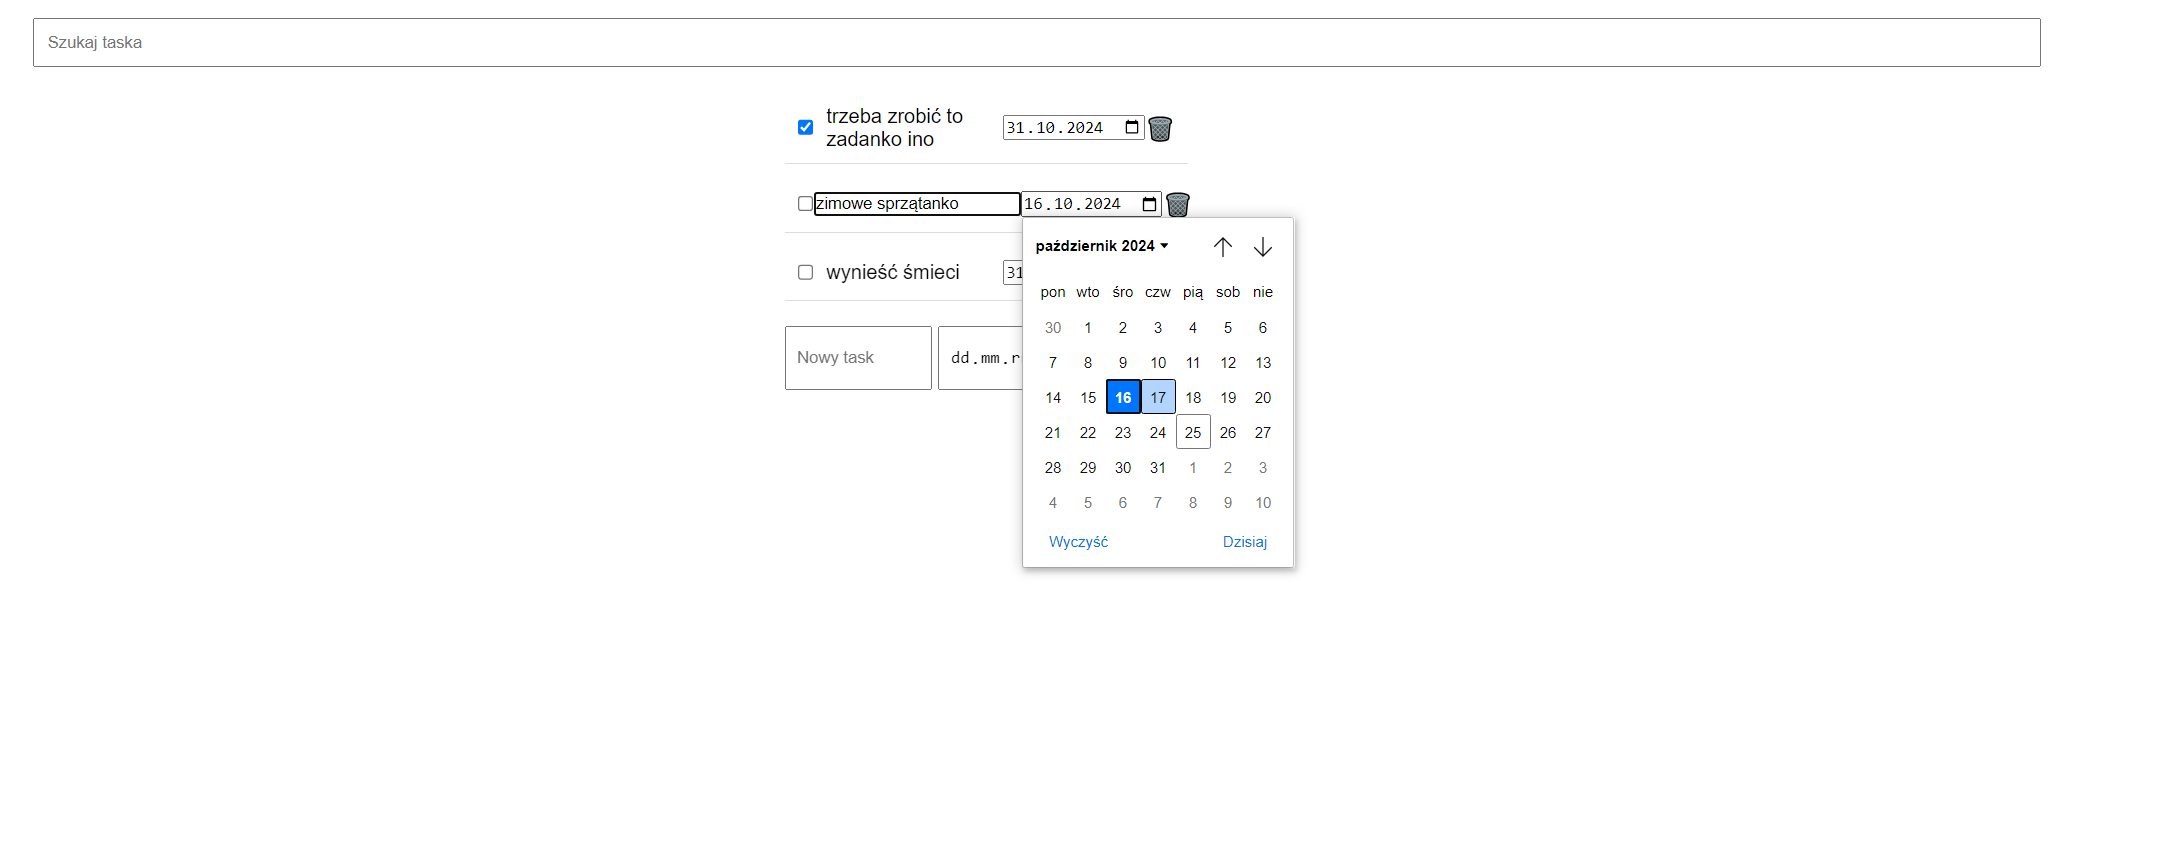 Szukaj taska
trzeba zrobić to
zadanko ino
31.10.2024
zimowe sprzątanko
16.10.2024
wynieść śmieci
31
Nowy task
dd.mm.r
październik 2024
pon wto śro czw pią sob nie
30 1 2 3 4 5 6
7 8 9 10 11 12 13
14 15 16 17 18 19 20
21 22 23 24 25 26 27
28 29 30 31 1 2 3
4 5 6 7 8 9 10
Wyczyść Dzisiaj